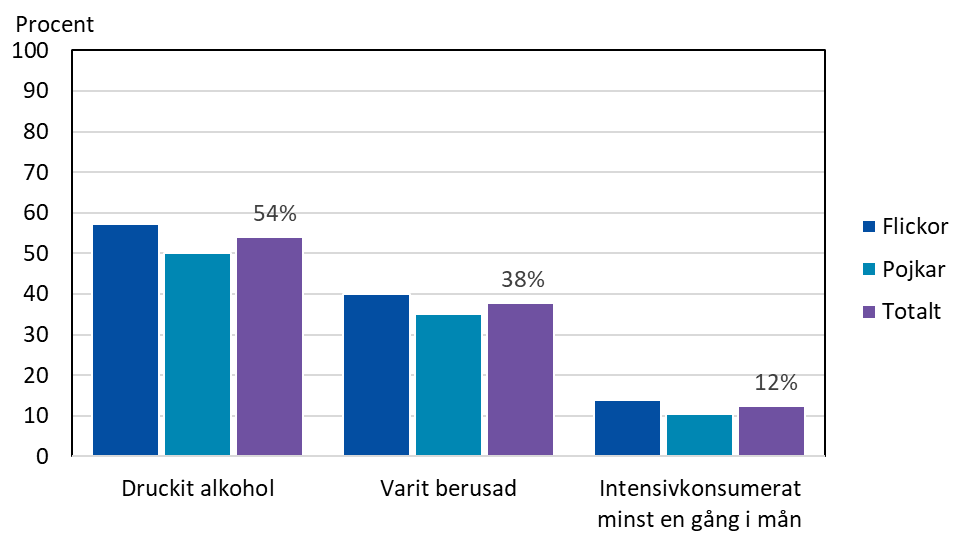 Procent
100
90
80
70
60
50
40
30
20
10
0
54%
38%
12%
Druckit alkohol
Varit berusad
Intensivkonsumerat
minst en gång i mån
Flickor
Pojkar
Totalt